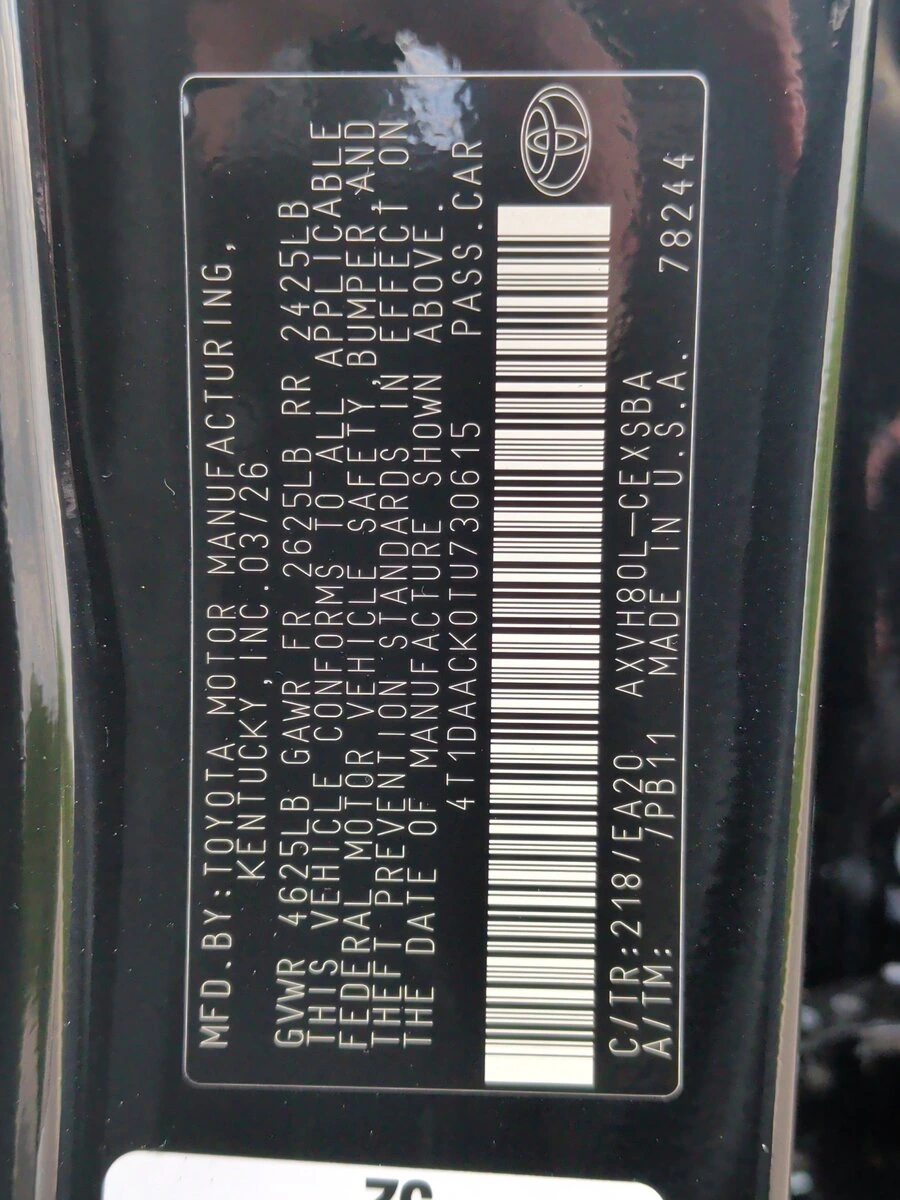 MFD.BY:TOYOTA MOTOR MANUFACTURING,
KENTUCKY,INC.03/26
GVWR 4625LB GAWR FR 2625LB RR 2425LB
THIS VEHICLE CONFORMS TO ALL APPLICABLE
FEDERAL MOTOR VEHICLE SAFETY,BUMPER,AND
THEFT PREVENTION STANDARDS IN EFFECT ON
THE DATE OF MANUFACTURE SHOWN ABOVE.
4T1DAACK0TU730615 PASS.CAR
C/TR:218/EA20 AXVH80L-CEXSBA
A/TM: /PB11 MADE IN U.S.A. 78244